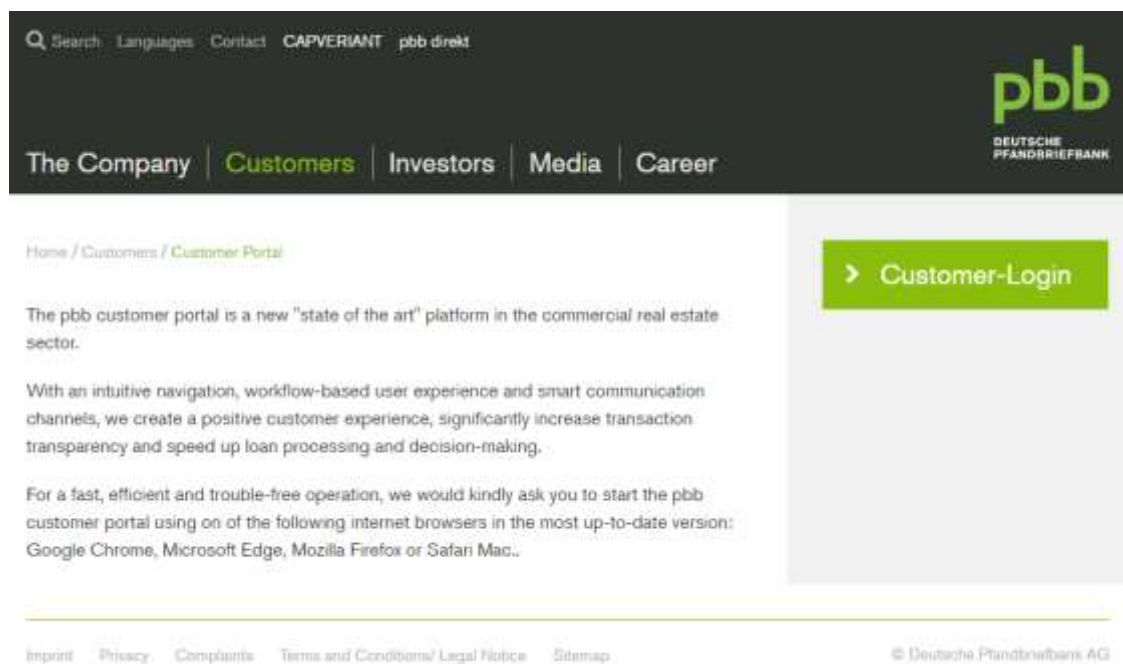 Search Languages Contact CAPVERIANT pbb direkt
pbb
DEUTSCHE
PFANDBRIEFBANK
The Company Customers Investors Media Career
Home / Customers / Customer Portal
Customer-Login
The pbb customer portal is a new "state of the art" platform in the commercial real estate
sector.
With an intuitive navigation, workflow-based user experience and smart communication
channels, we create a positive customer experience, significantly increase transaction
transparency and speed up loan processing and decision-making.
For a fast, efficient and trouble-free operation, we would kindly ask you to start the pbb
customer portal using on of the following internet browsers in the most up-to-date version:
Google Chrome, Microsoft Edge, Mozilla Firefox or Safari Mac..
Imprint Privacy Complaints Terms and Conditions/ Legal Notice Sitemap
© Deutsche Pfandbriefbank AG